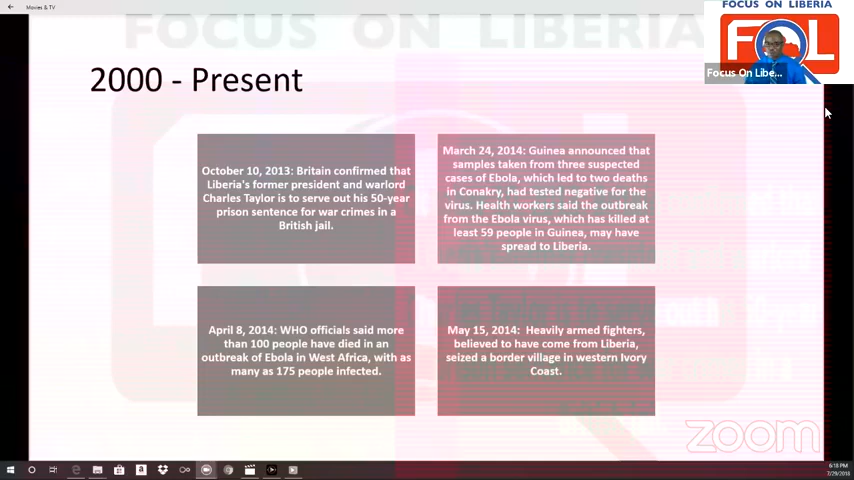 Movies & TV
FOCUS ON LIBERIA
FOCUS ON LIBERIA
FOL
Focus On Libe...
2000 - Present
October 10, 2013: Britain confirmed that
Liberia's former president and warlord
Charles Taylor is to serve out his 50-year
prison sentence for war crimes in a
British jail.
March 24, 2014: Guinea announced that
samples taken from three suspected
cases of Ebola, which led to two deaths
in Conakry, had tested negative for the
virus. Health workers said the outbreak
from the Ebola virus, which has killed at
least 59 people in Guinea, may have
spread to Liberia.
April 8, 2014: WHO officials said more
than 100 people have died in an
outbreak of Ebola in West Africa, with as
many as 175 people infected.
May 15, 2014: Heavily armed fighters,
believed to have come from Liberia,
seized a border village in western Ivory
Coast.
zoom
6:18 PM
7/29/2018